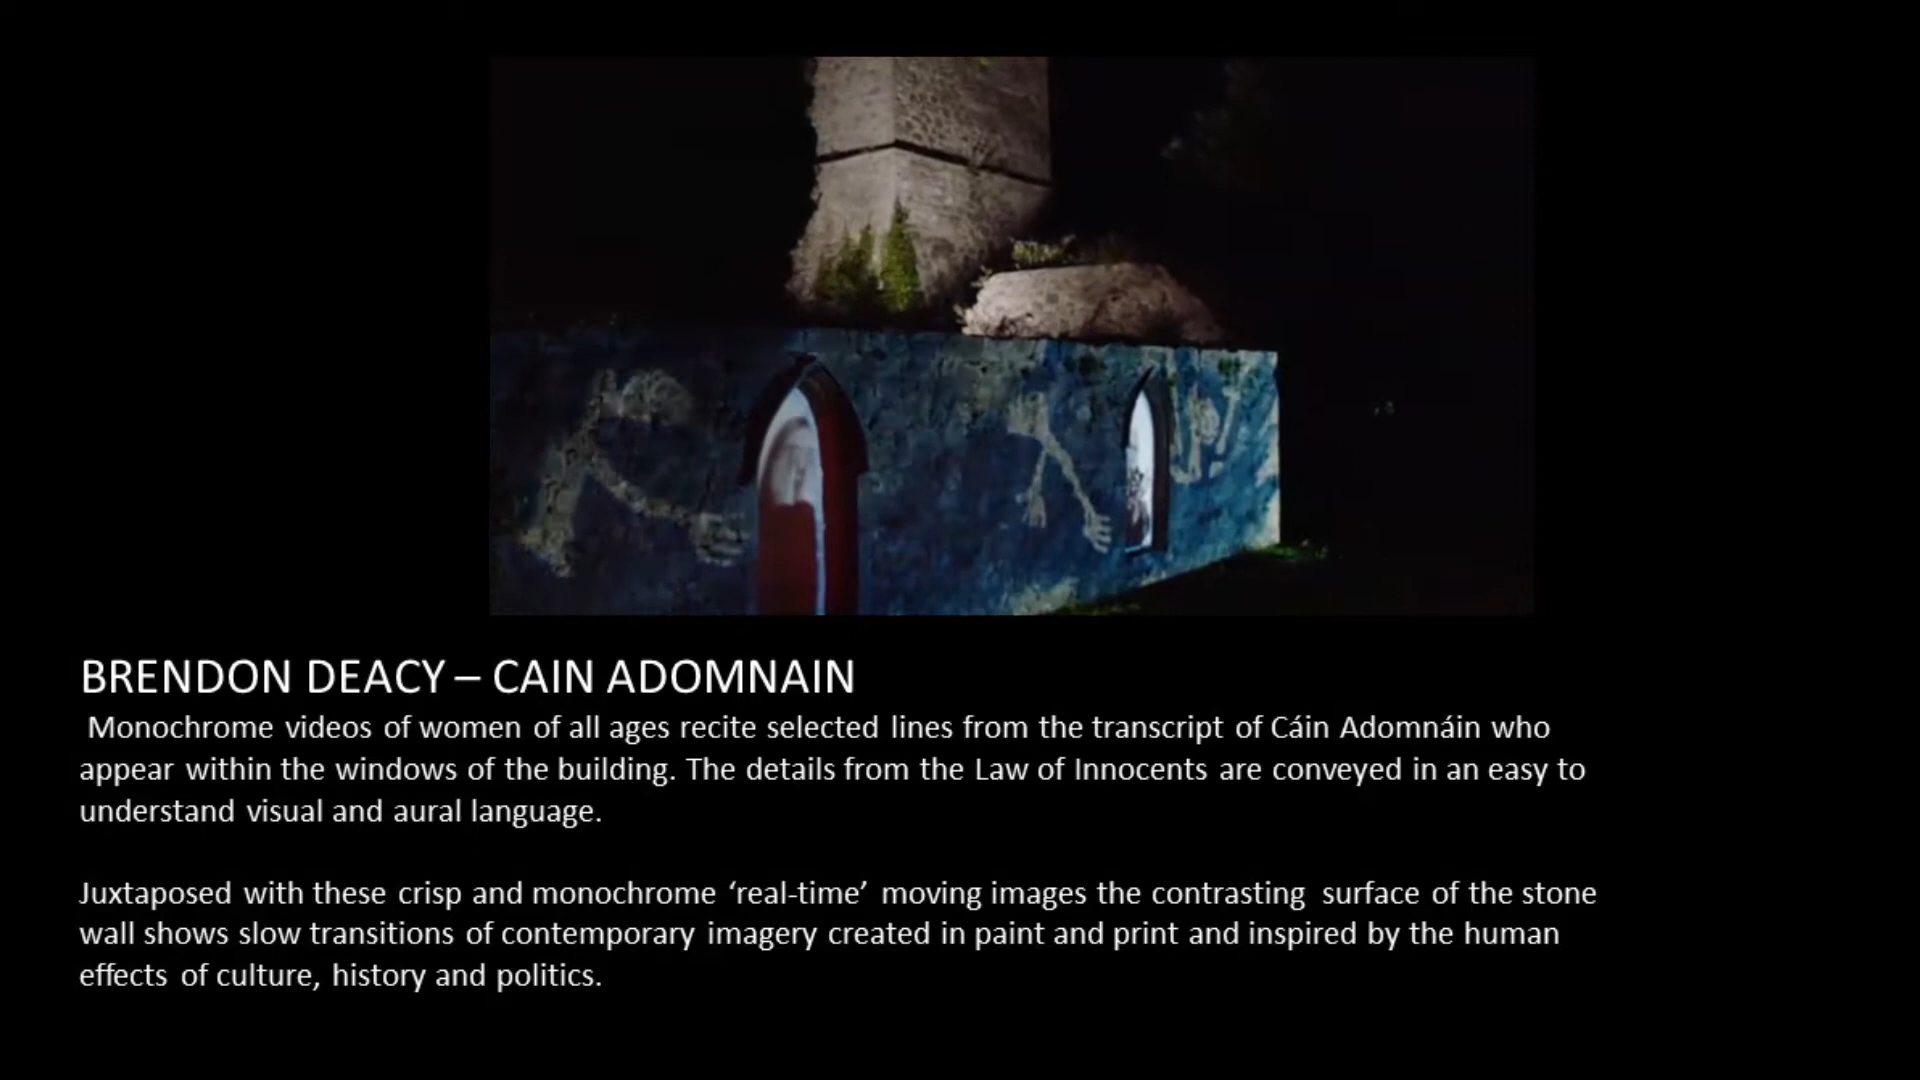 BRENDON DEACY – CAIN ADOMNAIN
Monochrome videos of women of all ages recite selected lines from the transcript of Cáin Adomnáin who
appear within the windows of the building. The details from the Law of Innocents are conveyed in an easy to
understand visual and aural language.
Juxtaposed with these crisp and monochrome ‘real-time’ moving images the contrasting surface of the stone
wall shows slow transitions of contemporary imagery created in paint and print and inspired by the human
effects of culture, history and politics.